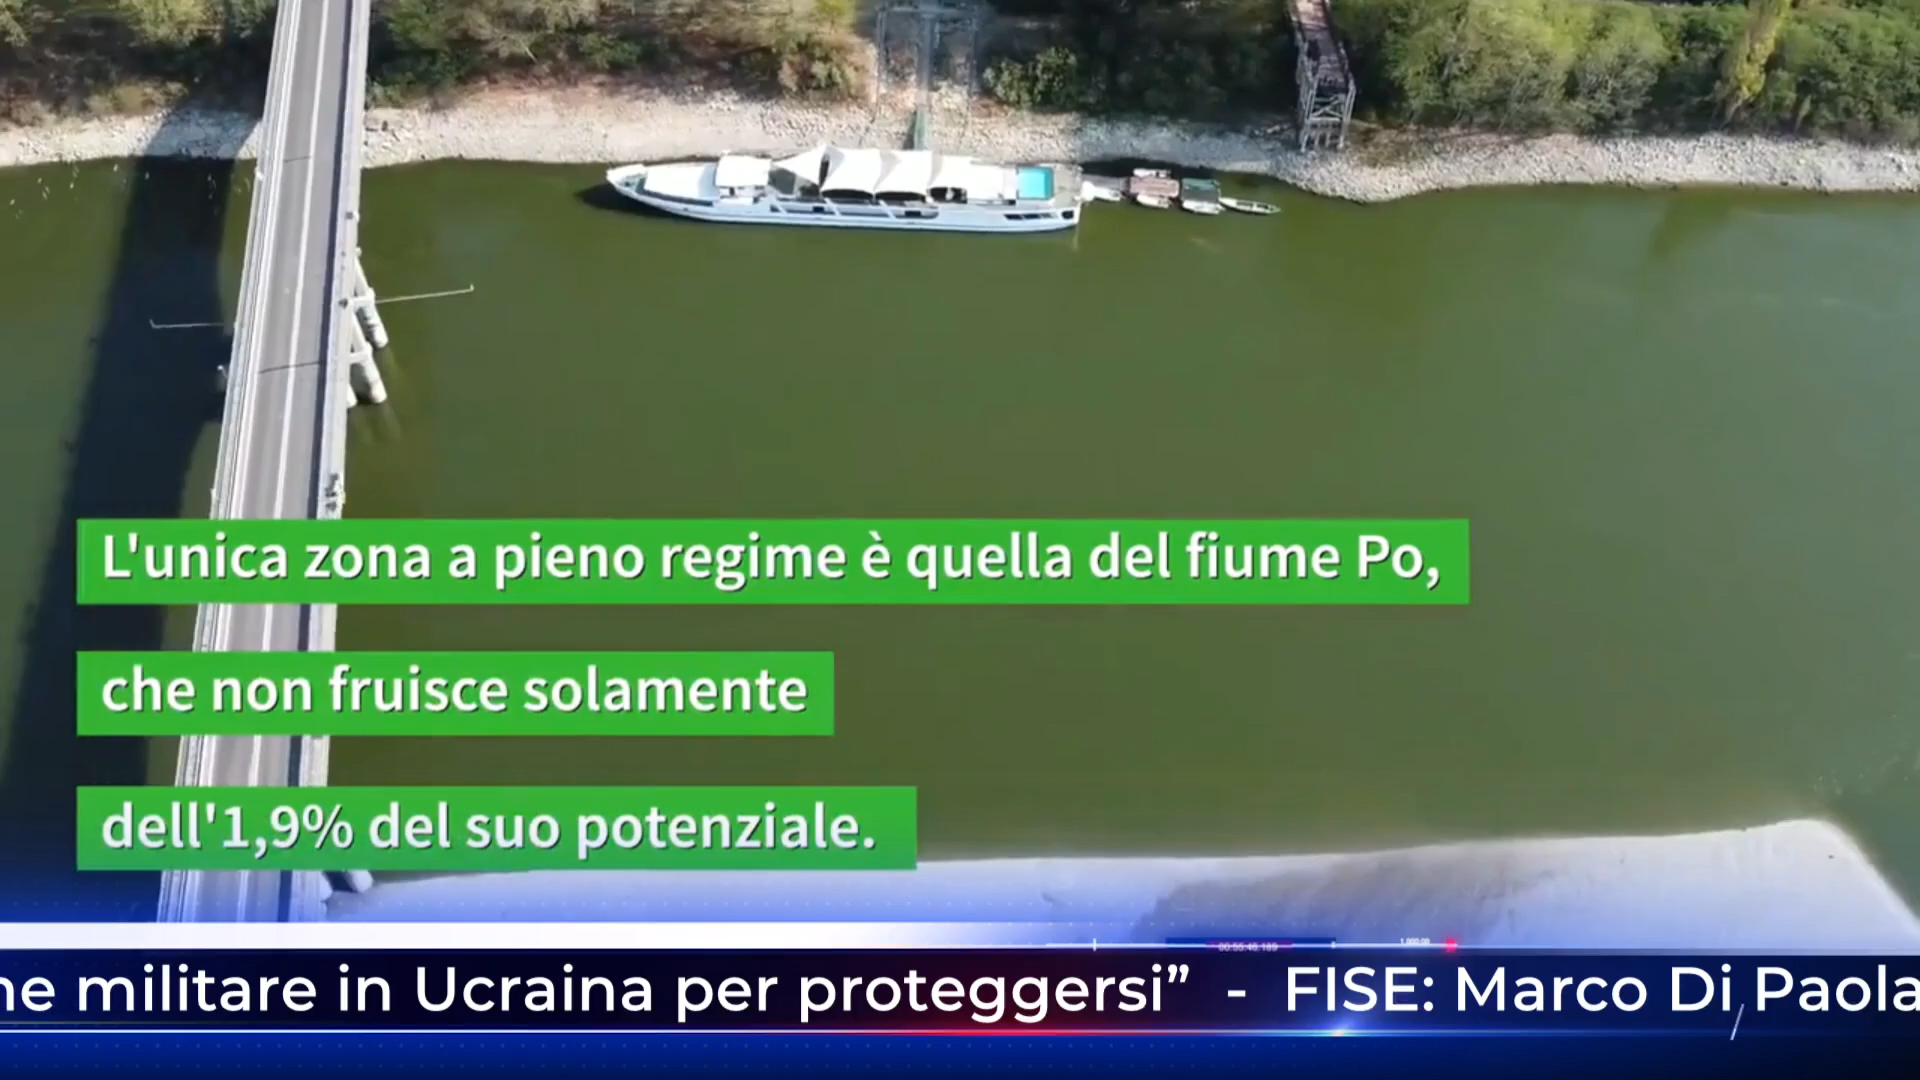 L'unica zona a pieno regime è quella del fiume Po,
che non fruisce solamente
dell'1,9% del suo potenziale.
militare in Ucraina per proteggersi” - FISE: Marco Di Paola